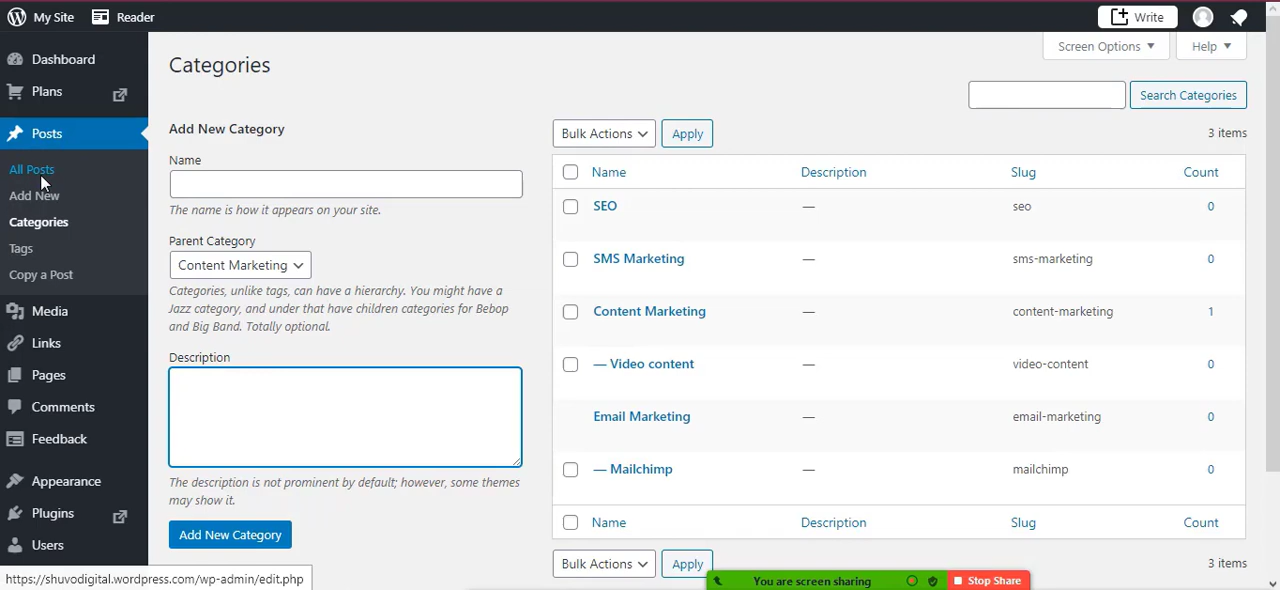 My Site Reader Write
Screen Options Help
Dashboard
Plans
Posts
All Posts
Add New
Categories
Tags
Copy a Post
Media
Links
Pages
Comments
Feedback
Appearance
Plugins
Users
https://shuvodigital.wordpress.com/wp-admin/edit.php
Categories
Search Categories
Add New Category
Name
The name is how it appears on your site.
Parent Category
Content Marketing
Categories, unlike tags, can have a hierarchy. You might have a
Jazz category, and under that have children categories for Bebop
and Big Band. Totally optional.
Description
The description is not prominent by default; however, some themes
may show it.
Add New Category
Bulk Actions Apply 3 items
Name Description Slug Count
SEO — seo 0
SMS Marketing — sms-marketing 0
Content Marketing — content-marketing 1
— Video content — video-content 0
Email Marketing — email-marketing 0
— Mailchimp — mailchimp 0
Name Description Slug Count
Bulk Actions Apply 3 items
You are screen sharing Stop Share